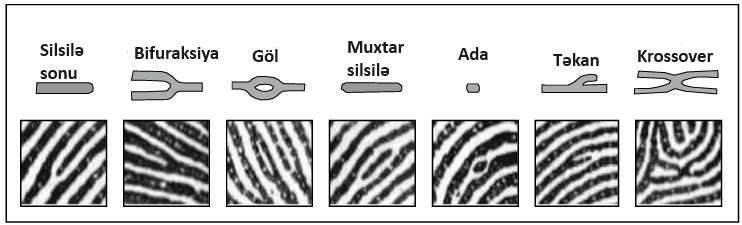 Silsilə
sonu
Bifuraksiya
Göl
Muxtar
silsilə
Ada
Təkan
Krossover